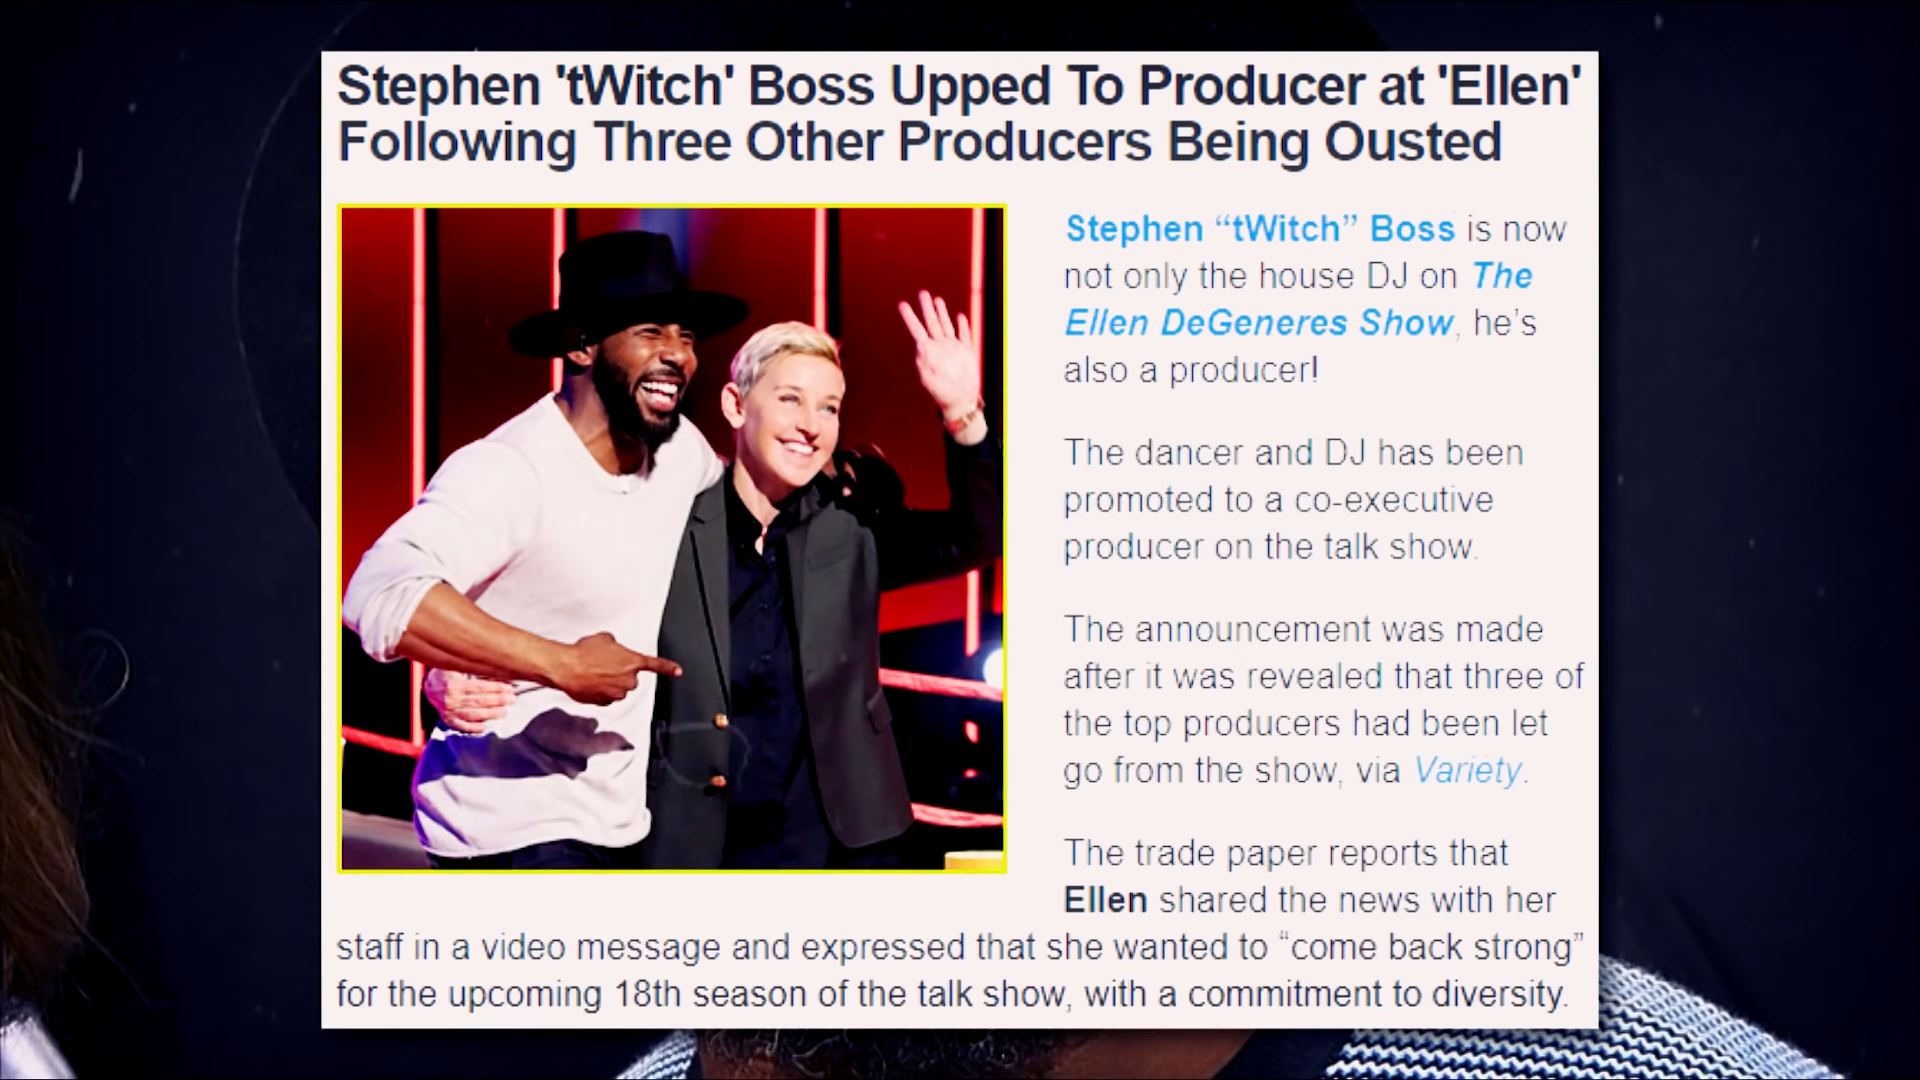 Stephen 'tWitch' Boss Upped To Producer at 'Ellen'
Following Three Other Producers Being Ousted
Stephen “tWitch” Boss is now
not only the house DJ on The
Ellen DeGeneres Show, he’s
also a producer!
The dancer and DJ has been
promoted to a co-executive
producer on the talk show.
The announcement was made
after it was revealed that three of
the top producers had been let
go from the show, via Variety.
The trade paper reports that
Ellen shared the news with her
staff in a video message and expressed that she wanted to “come back strong”
for the upcoming 18th season of the talk show, with a commitment to diversity.